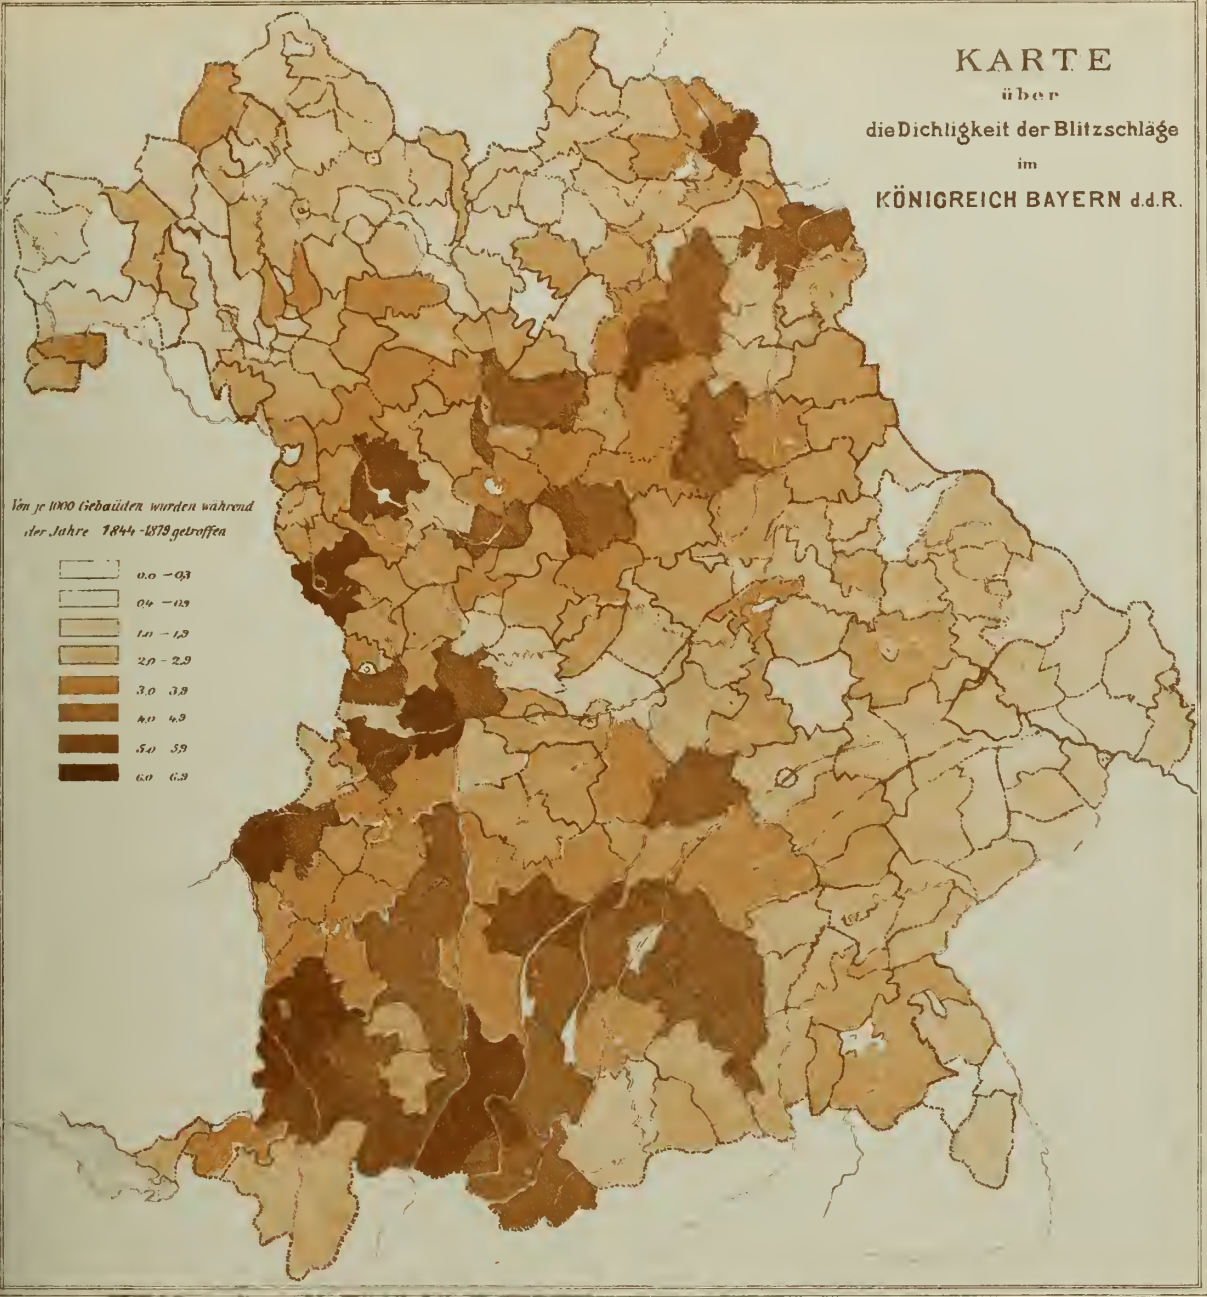 KARTE
über
die Dichtigkeit der Blitzschläge
im
KÖNIGREICH BAYERN d.d.R.
Von je 1000 Gebäuden wurden während
der Jahre 1844-1879 getroffen
0.0 – 0,3
0,4 – 0,9
1.0 – 1,9
2,0 – 2.9
3.0 3,9
4.0 4.9
5.0 5.9
6.0 6.9